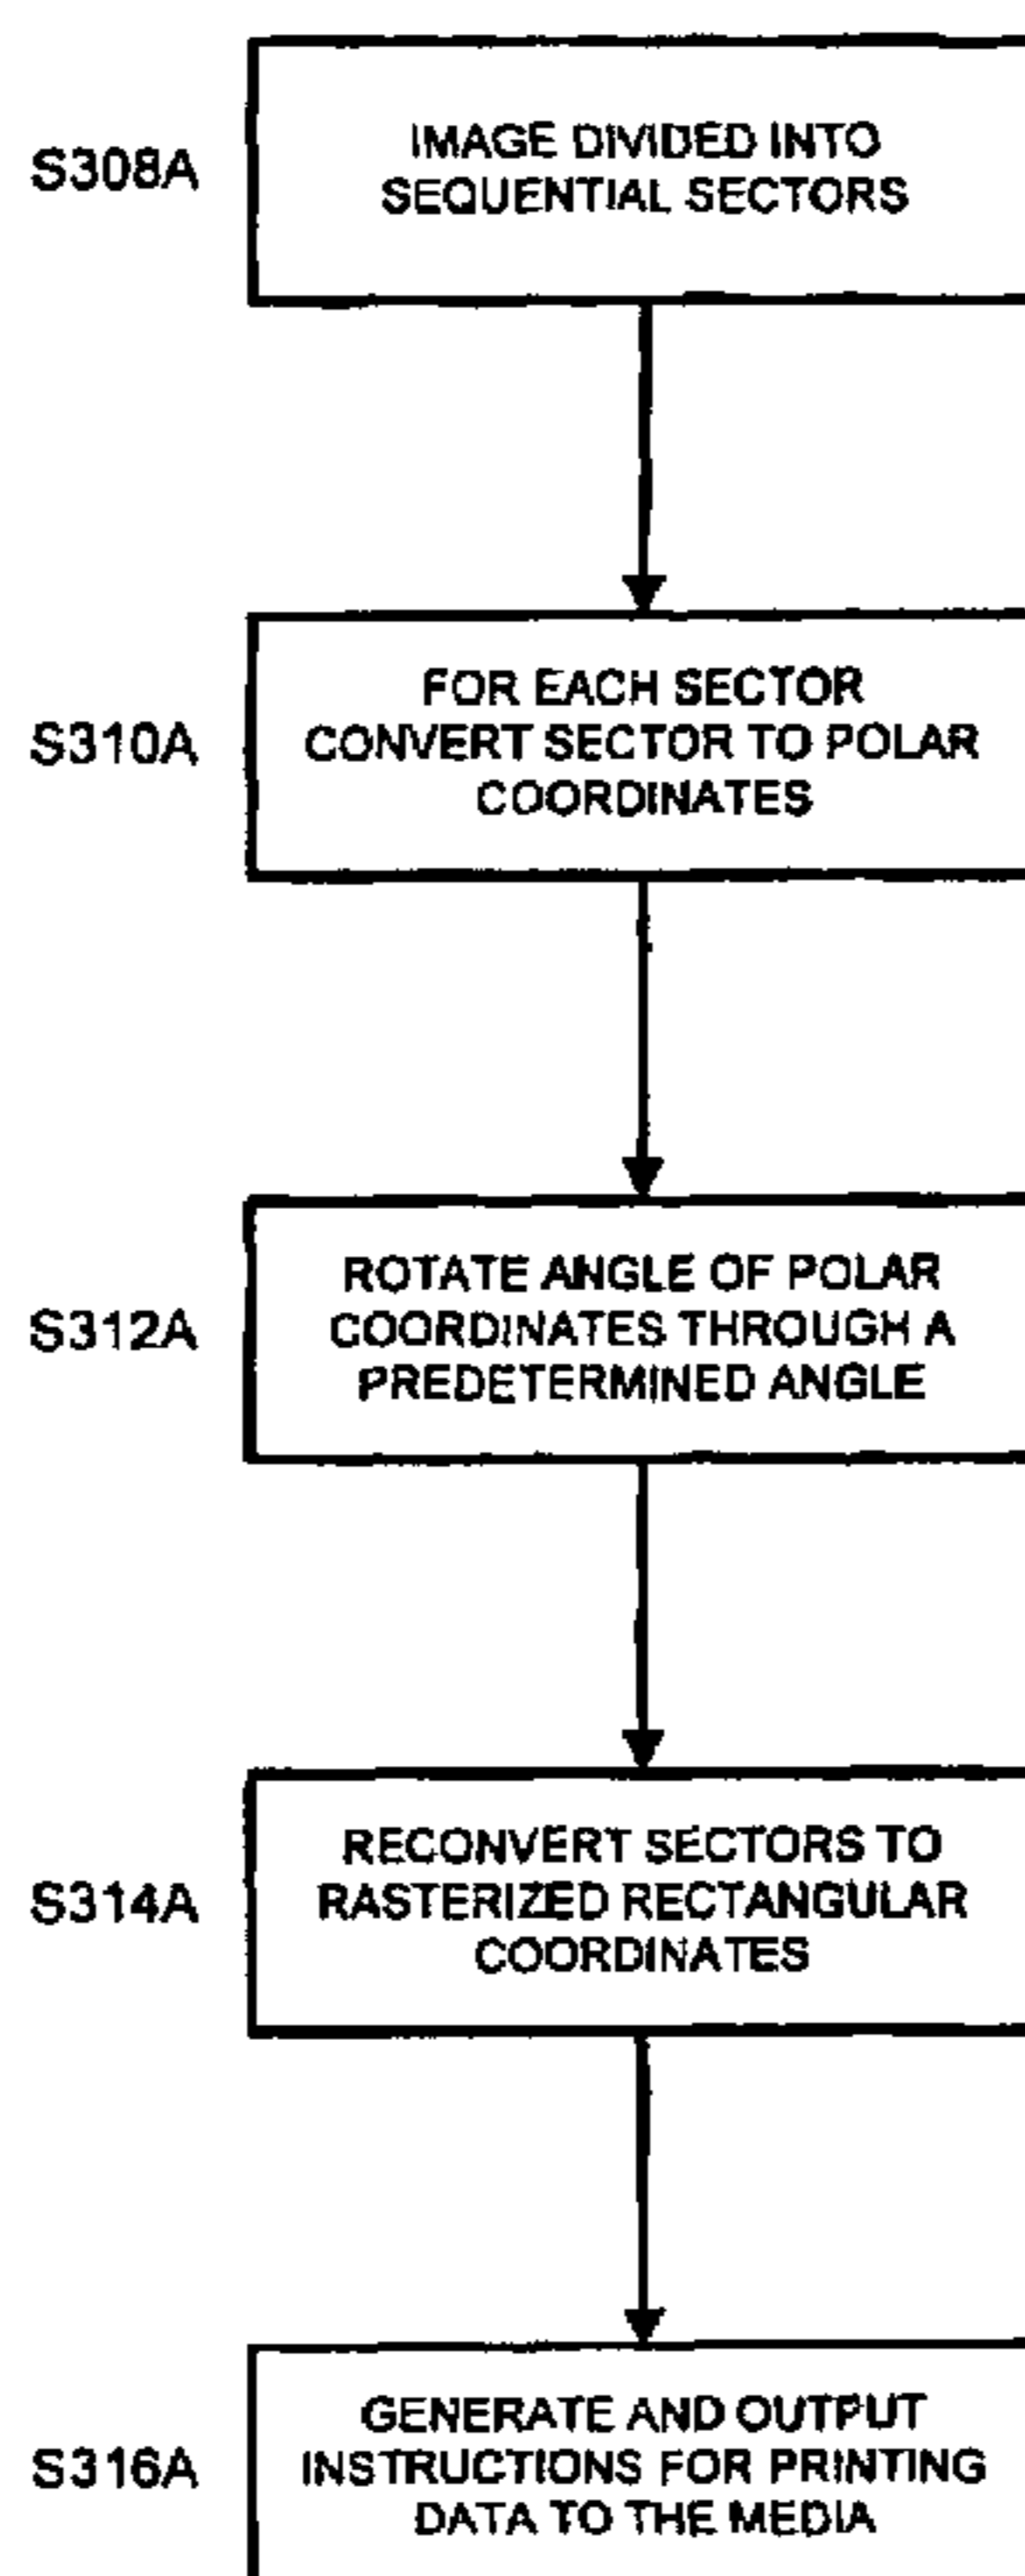 S308A
IMAGE DIVIDED INTO
SEQUENTIAL SECTORS
S310A
FOR EACH SECTOR
CONVERT SECTOR TO POLAR
COORDINATES
S312A
ROTATE ANGLE OF POLAR
COORDINATES THROUGH A
PREDETERMINED ANGLE
S314A
RECONVERT SECTORS TO
RASTERIZED RECTANGULAR
COORDINATES
S316A
GENERATE AND OUTPUT
INSTRUCTIONS FOR PRINTING
DATA TO THE MEDIA